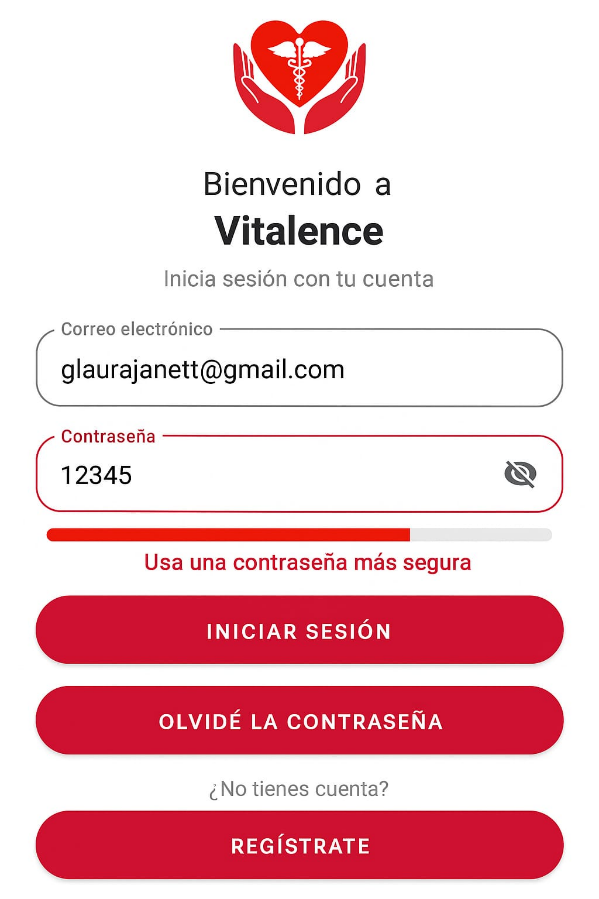 Bienvenido a
Vitalence
Inicia sesión con tu cuenta
Correo electrónico
glaurajanett@gmail.com
Contraseña
12345
Usa una contraseña más segura
INICIAR SESIÓN
OLVIDÉ LA CONTRASEÑA
¿No tienes cuenta?
REGÍSTRATE